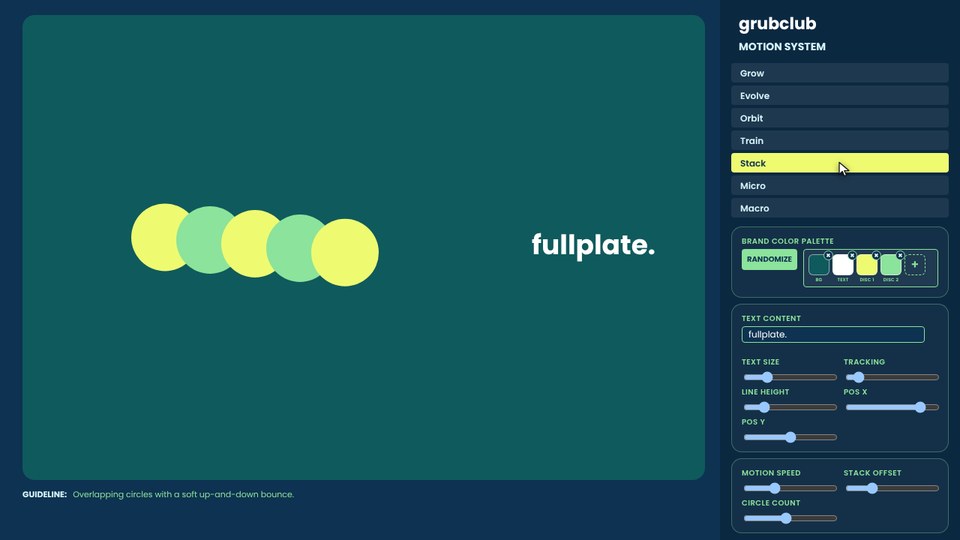 grubclub
MOTION SYSTEM
Grow
Evolve
Orbit
Train
Stack
Micro
Macro
fullplate.
BRAND COLOR PALETTE
RANDOMIZE
BG
TEXT
DISC 1
DISC 2
+
TEXT CONTENT
fullplate.
TEXT SIZE
TRACKING
LINE HEIGHT
POS X
POS Y
MOTION SPEED
STACK OFFSET
CIRCLE COUNT
GUIDELINE: Overlapping circles with a soft up-and-down bounce.